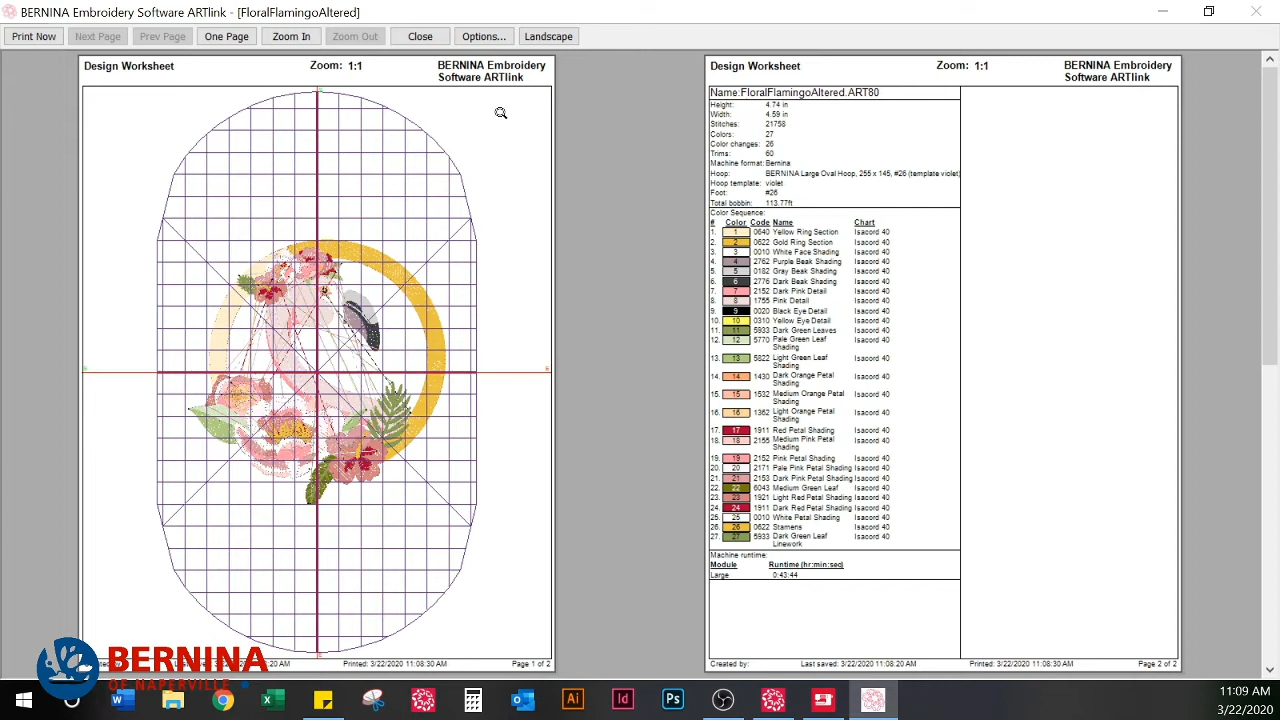 BERNINA Embroidery Software ARTlink - [FloralFlamingoAltered]
Print Now Next Page Prev Page One Page Zoom In Zoom Out Close Options... Landscape
Design Worksheet Zoom: 1:1 BERNINA Embroidery
Software ARTlink
Printed: 3/22/2020 11:08:30 AM Page 1 of 2
Design Worksheet Zoom: 1:1 BERNINA Embroidery
Software ARTlink
Name:FloralFlamingoAltered.ART80
Height: 4.74 in
Width: 4.59 in
Stitches: 21758
Colors: 27
Color changes: 26
Trims: 60
Machine format: Bernina
Hoop: BERNINA Large Oval Hoop, 255 x 145, #26 (template violet)
Hoop template: violet
Foot: #26
Total bobbin: 113.77ft
Color Sequence:
# Color Code Name Chart
1. 1 0640 Yellow Ring Section Isacord 40
2. 2 0622 Gold Ring Section Isacord 40
3. 3 0010 White Face Shading Isacord 40
4. 4 2762 Purple Beak Shading Isacord 40
5. 5 0182 Gray Beak Shading Isacord 40
6. 6 2776 Dark Beak Shading Isacord 40
7. 7 2152 Dark Pink Detail Isacord 40
8. 8 1755 Pink Detail Isacord 40
9. 9 0020 Black Eye Detail Isacord 40
10. 10 0310 Yellow Eye Detail Isacord 40
11. 11 5933 Dark Green Leaves Isacord 40
12. 12 5770 Pale Green Leaf Isacord 40
Shading
13. 13 5822 Light Green Leaf Isacord 40
Shading
14. 14 1430 Dark Orange Petal Isacord 40
Shading
15. 15 1532 Medium Orange Petal Isacord 40
Shading
16. 16 1362 Light Orange Petal Isacord 40
Shading
17. 17 1911 Red Petal Shading Isacord 40
18. 18 2155 Medium Pink Petal Isacord 40
Shading
19. 19 2152 Pink Petal Shading Isacord 40
20. 20 2171 Pale Pink Petal Shading Isacord 40
21. 21 2153 Dark Pink Petal Shading Isacord 40
22. 22 6043 Medium Green Leaf Isacord 40
23. 23 1921 Light Red Petal Shading Isacord 40
24. 24 1911 Dark Red Petal Shading Isacord 40
25. 25 0010 White Petal Shading Isacord 40
26. 26 0622 Stamens Isacord 40
27. 27 5933 Dark Green Leaf Isacord 40
Linework
Machine runtime:
Module Runtime (hr:min:sec)
Large 0:43:44
Created by: Last saved: 3/22/2020 11:08:20 AM Printed: 3/22/2020 11:08:30 AM Page 2 of 2
BERNINA
OF NAPERVILLE
11:09 AM
3/22/2020